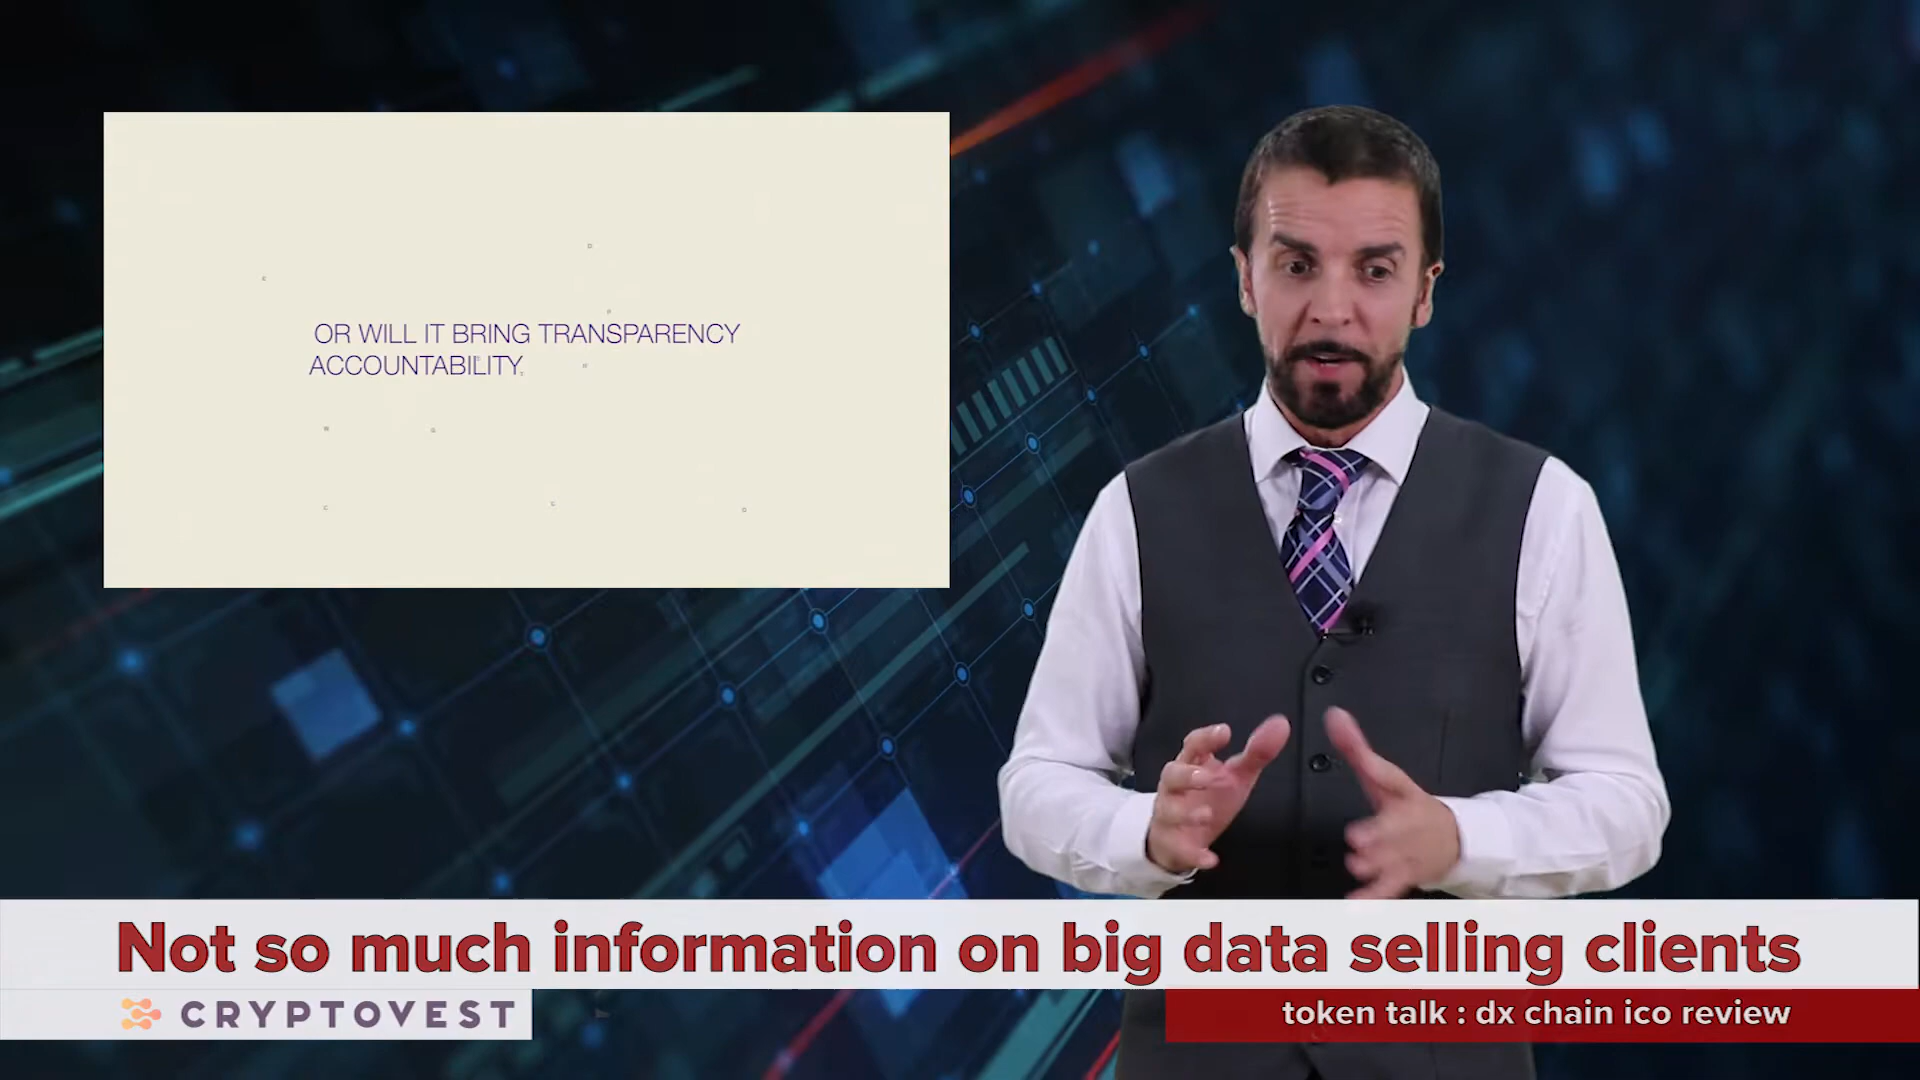 OR WILL IT BRING TRANSPARENCY
ACCOUNTABILITY
Not so much information on big data selling clients
CRYPTOVEST
token talk : dx chain ico review